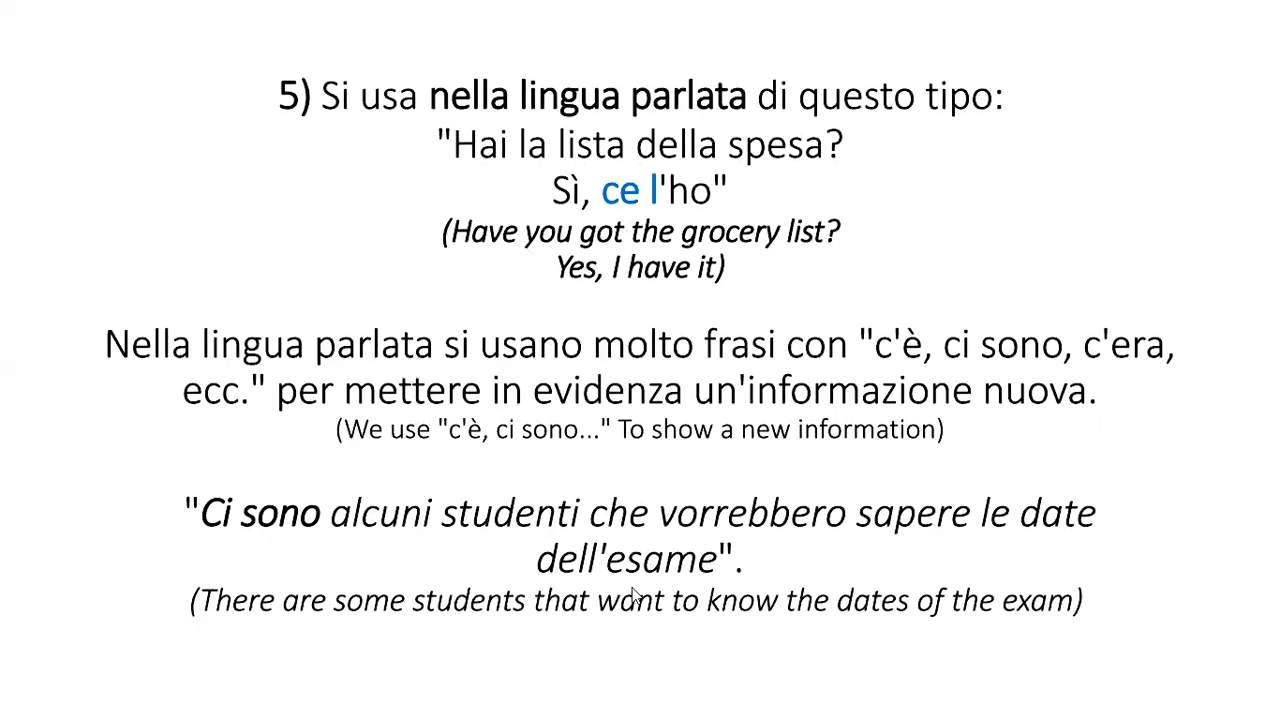 5) Si usa nella lingua parlata di questo tipo:
"Hai la lista della spesa?
Sì, ce l'ho"
(Have you got the grocery list?
Yes, I have it)
Nella lingua parlata si usano molto frasi con "c'è, ci sono, c'era,
ecc." per mettere in evidenza un'informazione nuova.
(We use "c'è, ci sono..." To show a new information)
"Ci sono alcuni studenti che vorrebbero sapere le date
dell'esame".
(There are some students that want to know the dates of the exam)